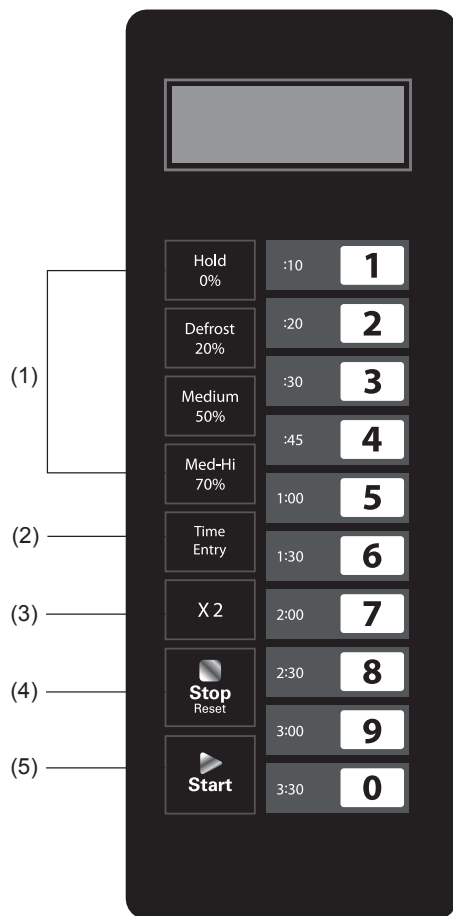 Hold
0%
:10
1
Defrost
20%
:20
2
(1)
Medium
50%
:30
3
:45
4
Med-Hi
70%
1:00
5
(2)
Time
Entry
1:30
6
(3)
X 2
2:00
7
(4)
Stop
Reset
2:30
8
3:00
9
(5)
Start
3:30
0